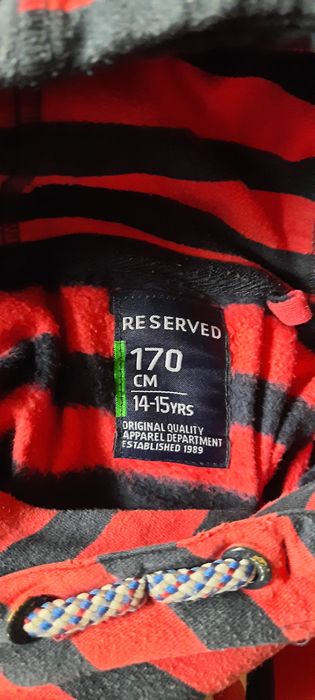 RESERVED
170
CM
14-15YRS
ORIGINAL QUALITY
APPAREL DEPARTMENT
ESTABLISHED 1989